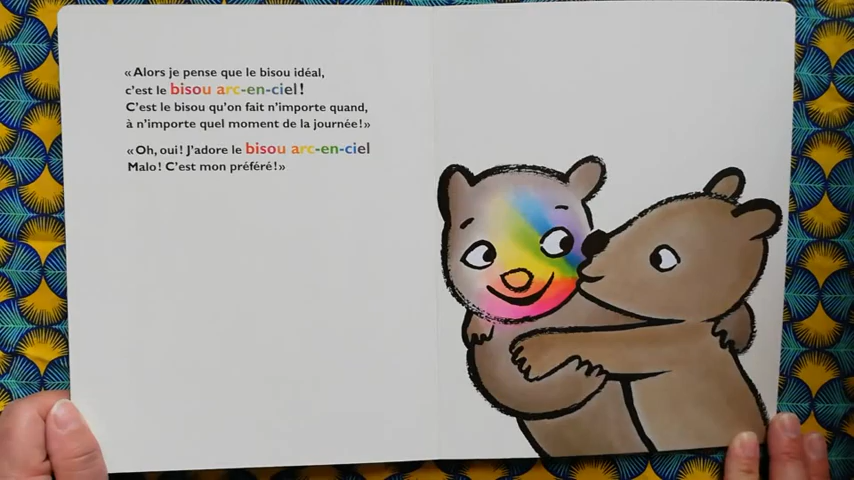 « Alors je pense que le bisou idéal,
c'est le bisou arc-en-ciel !
C'est le bisou qu'on fait n'importe quand,
à n'importe quel moment de la journée ! »
« Oh, oui ! J'adore le bisou arc-en-ciel
Malo ! C'est mon préféré ! »